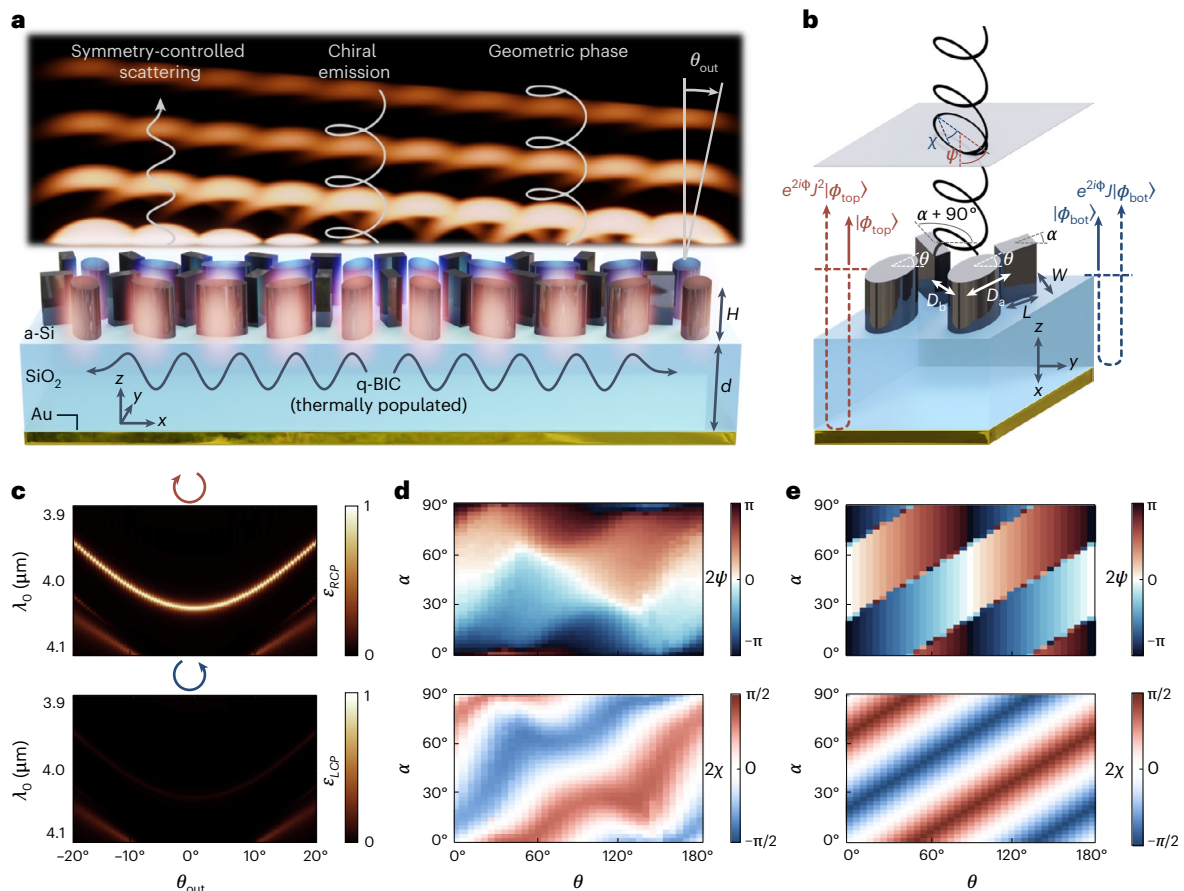 a
Symmetry-controlled
scattering
Chiral
emission
Geometric phase
θout
H
a-Si
SiO2
z
y
x
q-BIC
(thermally populated)
d
Au
b
χ
ψ
e^{2iΦ}J^2|ϕtop⟩
|ϕtop⟩
α + 90°
e^{2iΦ}J|ϕbot⟩
|ϕbot⟩
α
θ
θ
Db
Da
W
L
z
y
x
c
3.9
4.0
4.1
λ0 (μm)
1
0
εRCP
3.9
4.0
4.1
λ0 (μm)
1
0
εLCP
−20°
−10°
0°
10°
20°
θout
d
90°
60°
30°
0°
α
π
0
−π
2ψ
90°
60°
30°
0°
α
π/2
0
−π/2
2χ
0°
60°
120°
180°
θ
e
90°
60°
30°
0°
α
π
0
−π
2ψ
90°
60°
30°
0°
α
π/2
0
−π/2
2χ
0°
60°
120°
180°
θ